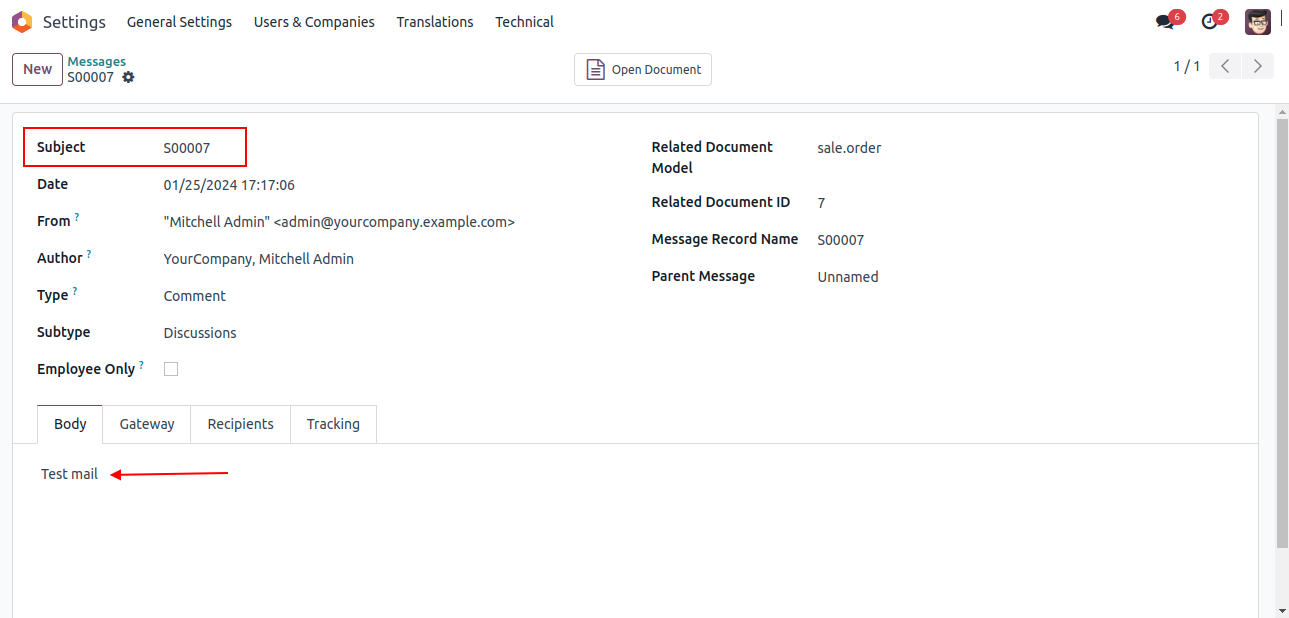 Settings General Settings Users & Companies Translations Technical 6 2
New Messages
S00007
Open Document
1 / 1
Subject S00007
Date 01/25/2024 17:17:06
From ? "Mitchell Admin" <admin@yourcompany.example.com>
Author ? YourCompany, Mitchell Admin
Type ? Comment
Subtype Discussions
Employee Only ?
Related Document Model sale.order
Related Document ID 7
Message Record Name S00007
Parent Message Unnamed
Body Gateway Recipients Tracking
Test mail